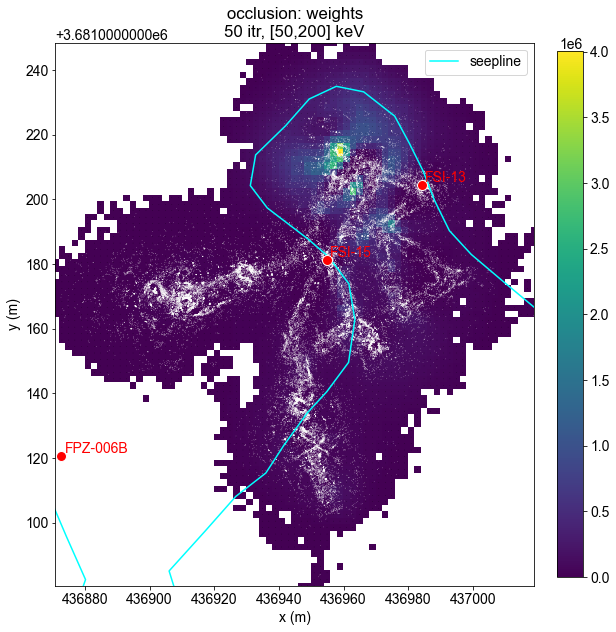 occlusion: weights
50 itr, [50,200] keV
+3.6810000000e6
1e6
seepline
240
220
200
180
160
140
120
100
y (m)
FSI-13
FSI-15
FPZ-006B
4.0
3.5
3.0
2.5
2.0
1.5
1.0
0.5
0.0
436880 436900 436920 436940 436960 436980 437000
x (m)